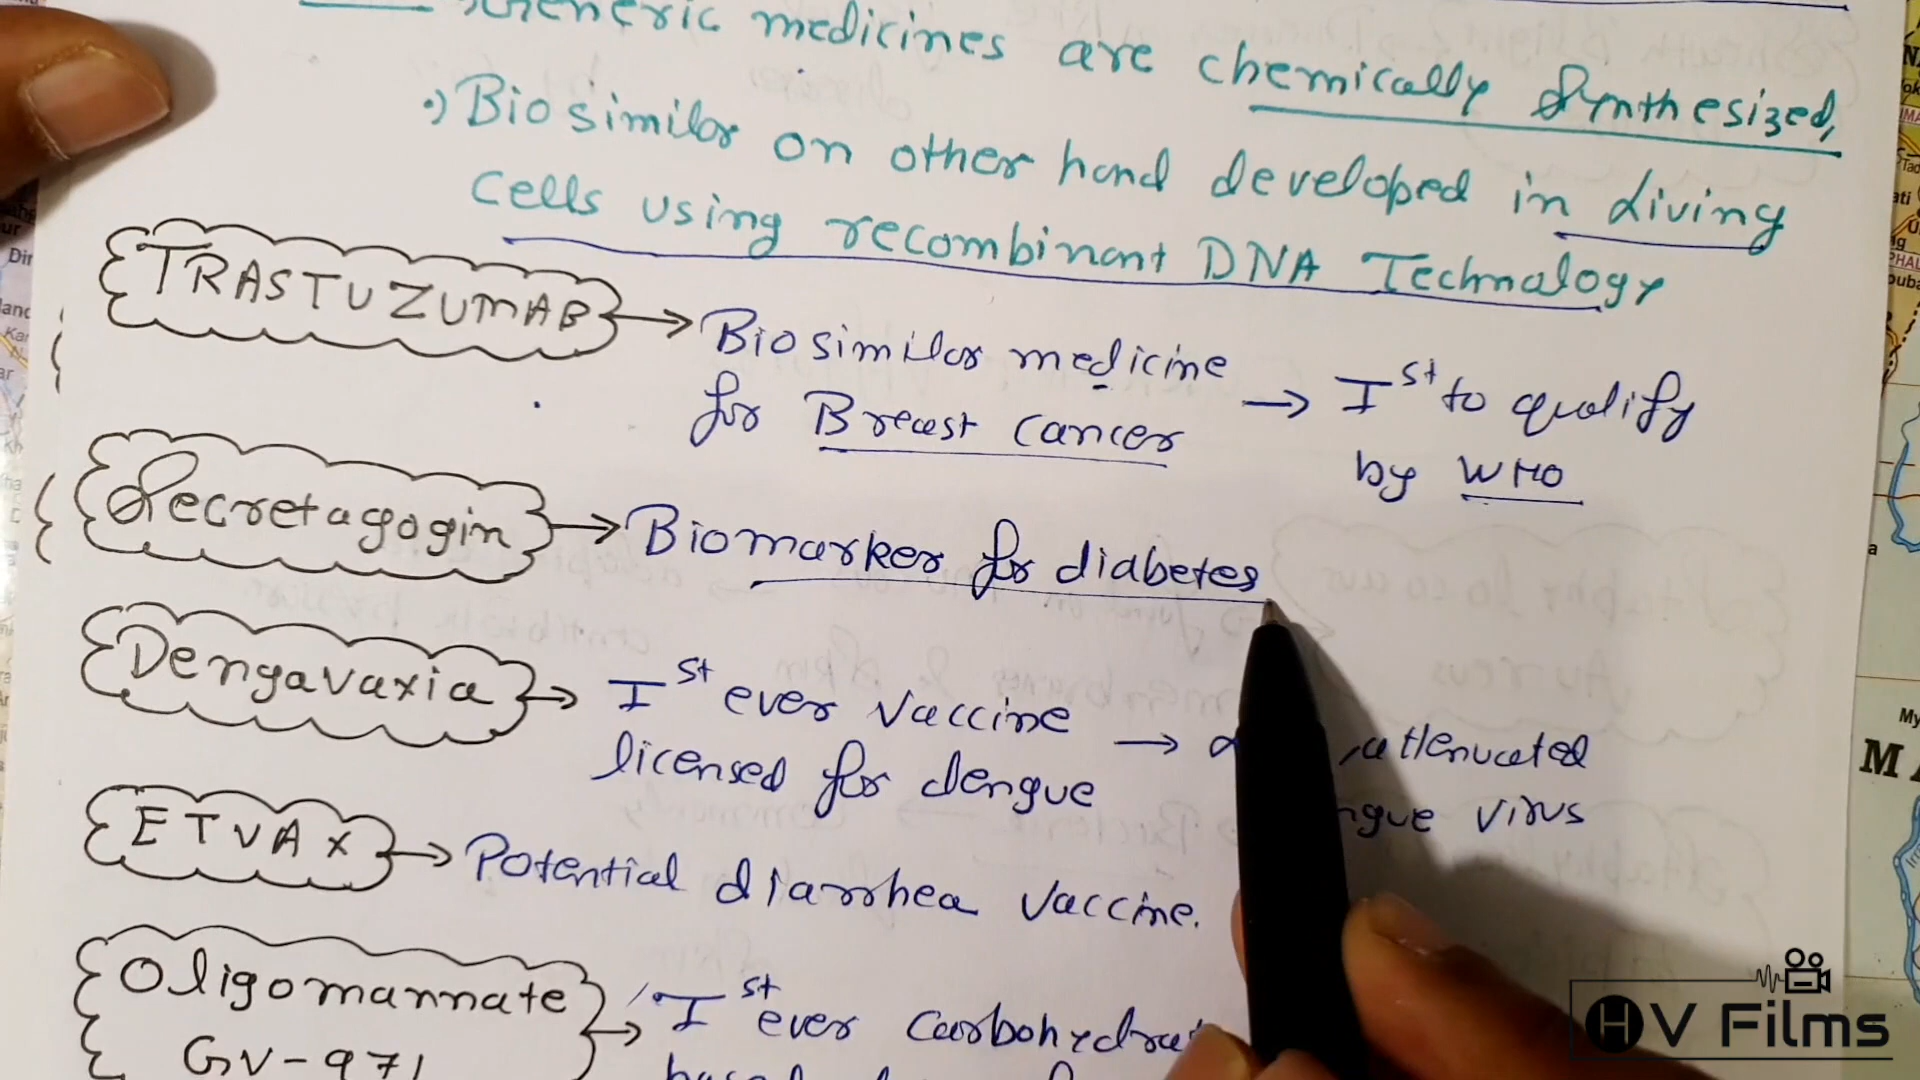 Generic medicines are chemically Synthesized,
•) Biosimilar on other hand developed in Living
cells using recombinant DNA Technology
TRASTUZUMAB → Biosimilar medicine
for Breast cancer → Ist to qualify
by WHO
Secretagogin → Biomarker for diabetes
Dengavaxia → Ist ever vaccine
licensed for dengue → attenuated
virus
ETVAX → Potential diarrhea vaccine.
Oligomannate
GV-971 → Ist ever
HV Films